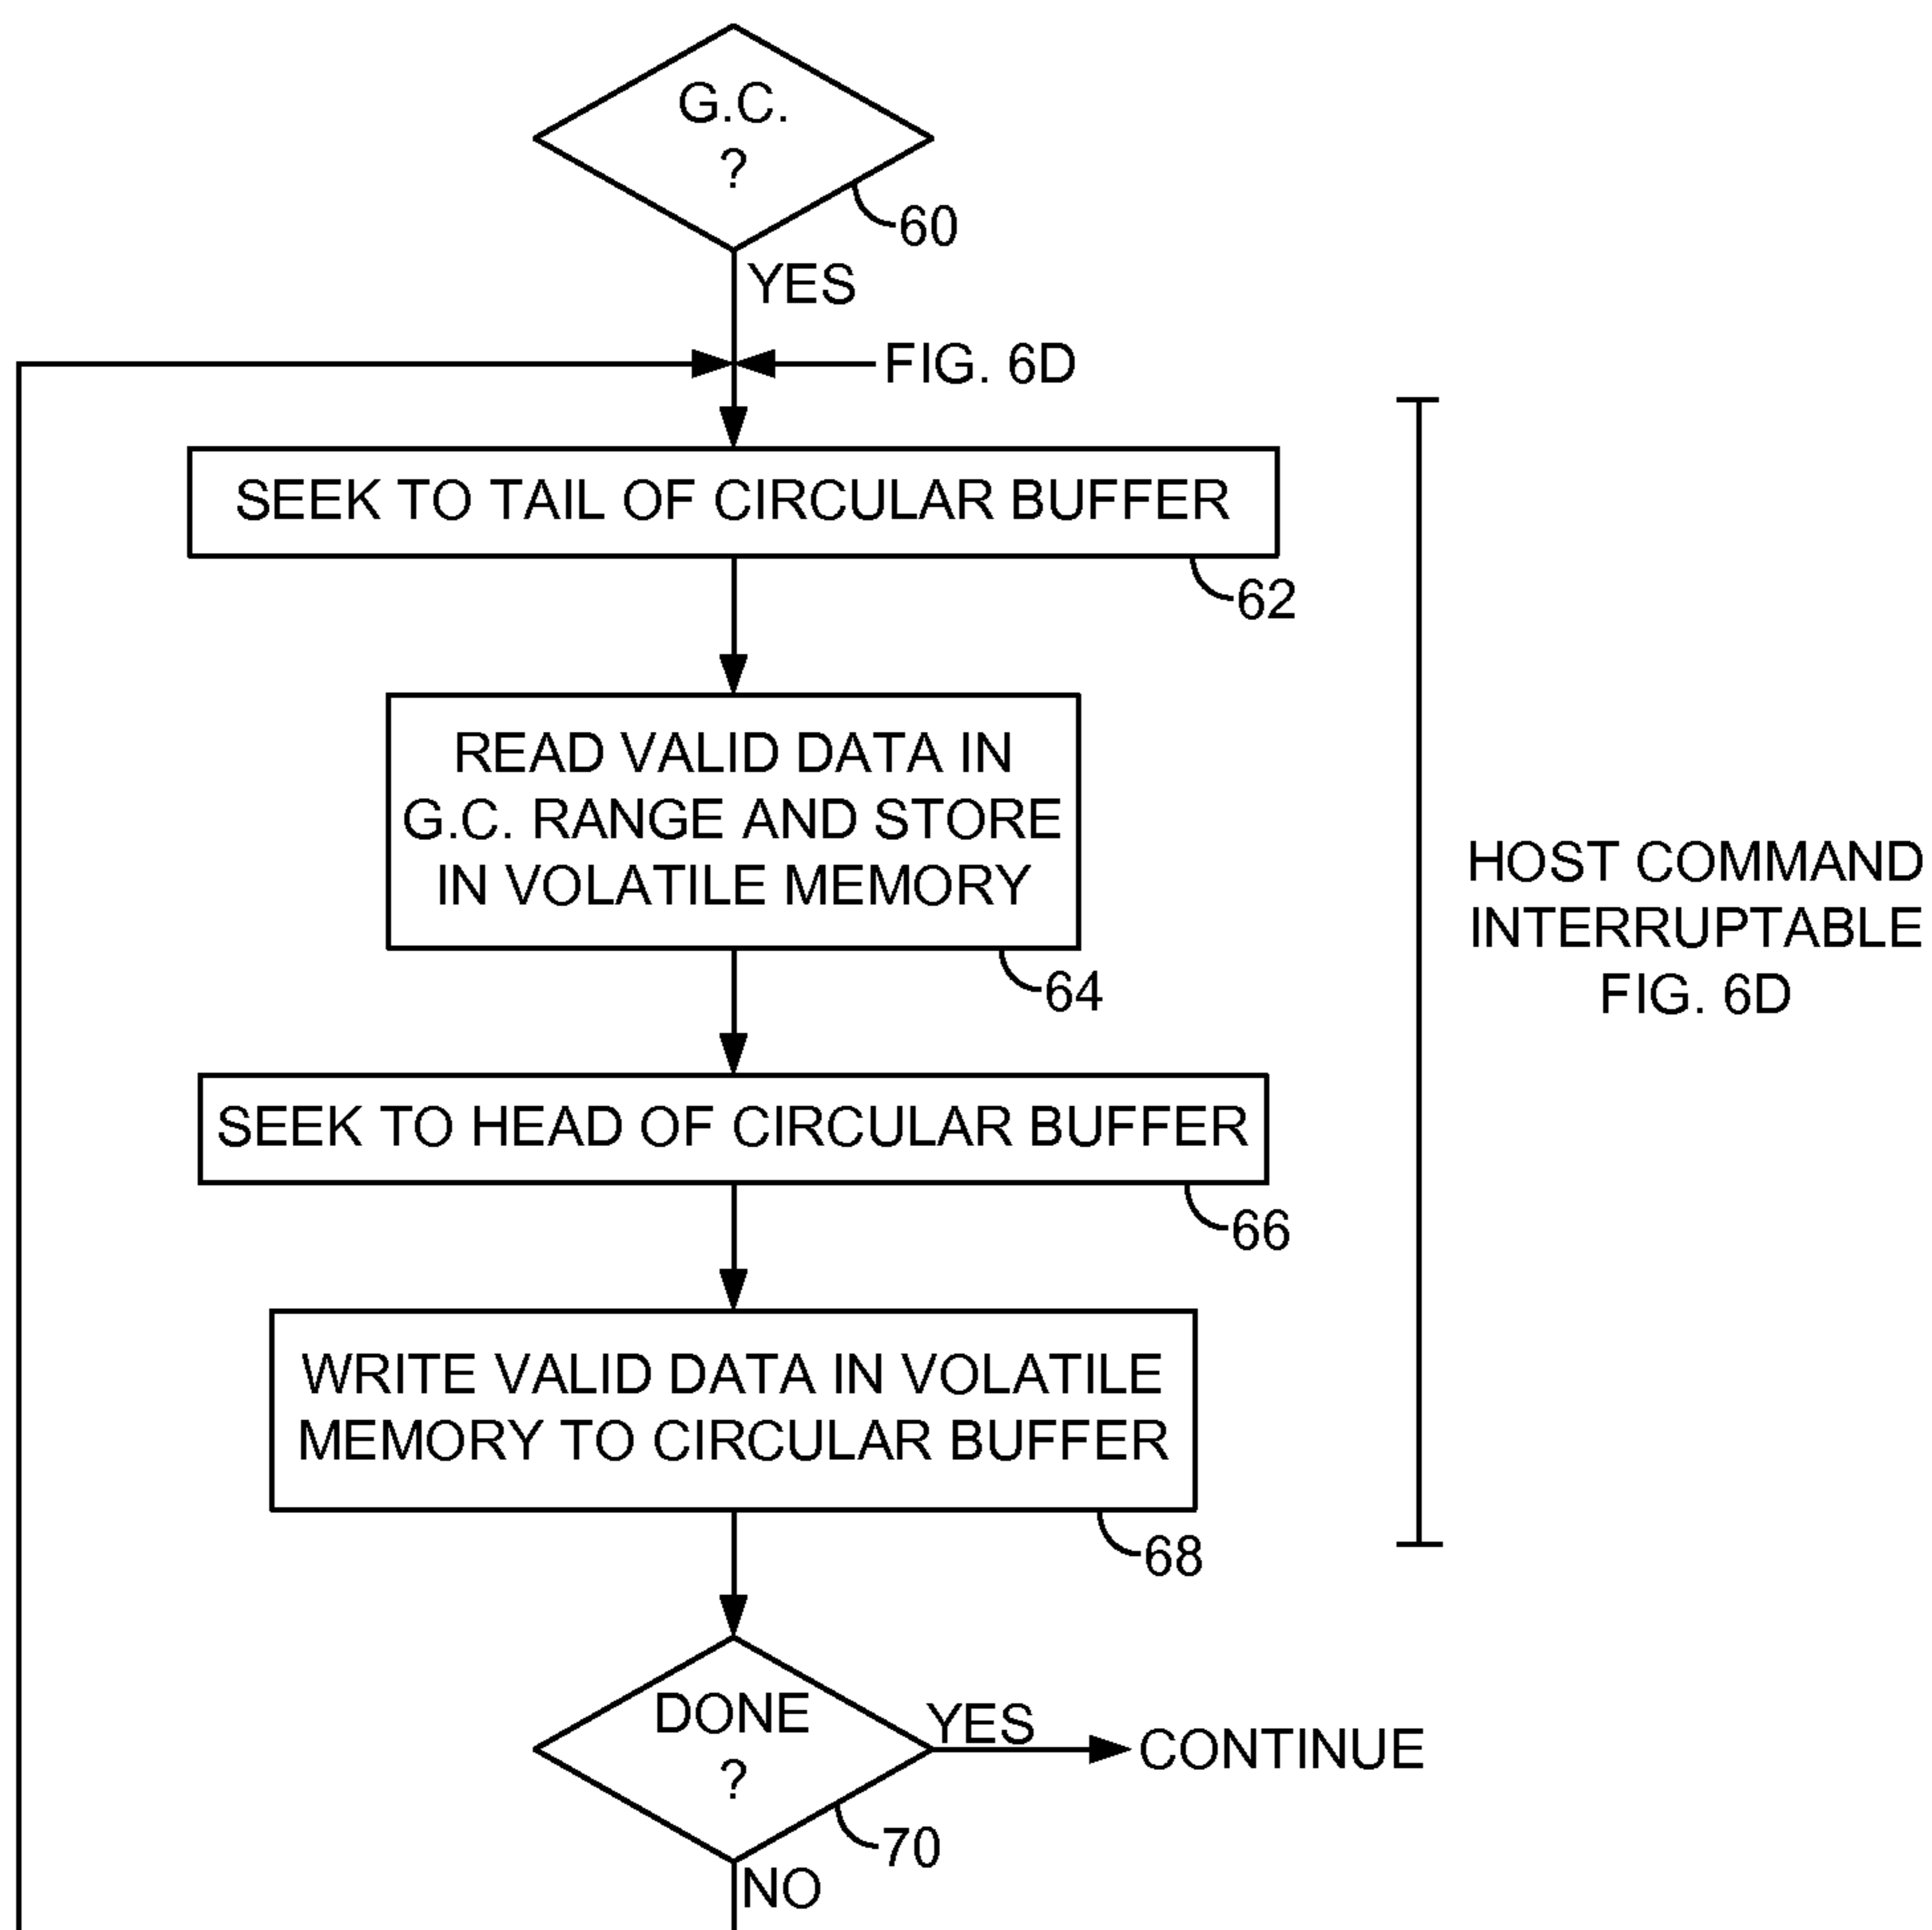 G.C.
?
60
YES
FIG. 6D
SEEK TO TAIL OF CIRCULAR BUFFER
62
READ VALID DATA IN
G.C. RANGE AND STORE
IN VOLATILE MEMORY
64
HOST COMMAND
INTERRUPTABLE
FIG. 6D
SEEK TO HEAD OF CIRCULAR BUFFER
66
WRITE VALID DATA IN VOLATILE
MEMORY TO CIRCULAR BUFFER
68
DONE
?
YES
CONTINUE
70
NO